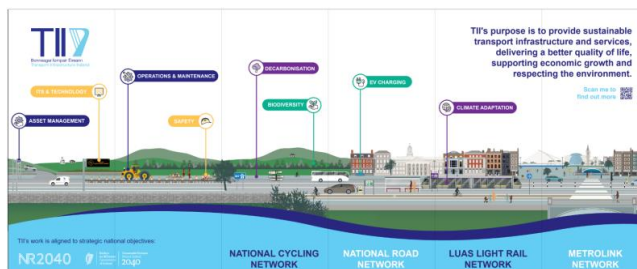 TII
Bonneagar Iompair Éireann
Transport Infrastructure Ireland
TII's purpose is to provide sustainable
transport infrastructure and services,
delivering a better quality of life,
supporting economic growth and
respecting the environment.
Scan me to
find out more
DECARBONISATION
OPERATIONS & MAINTENANCE
EV CHARGING
ITS & TECHNOLOGY
BIODIVERSITY
CLIMATE ADAPTATION
ASSET MANAGEMENT
SAFETY
TII's work is aligned to strategic national objectives:
NR2040
2040
NATIONAL CYCLING
NETWORK
NATIONAL ROAD
NETWORK
LUAS LIGHT RAIL
NETWORK
METROLINK
NETWORK